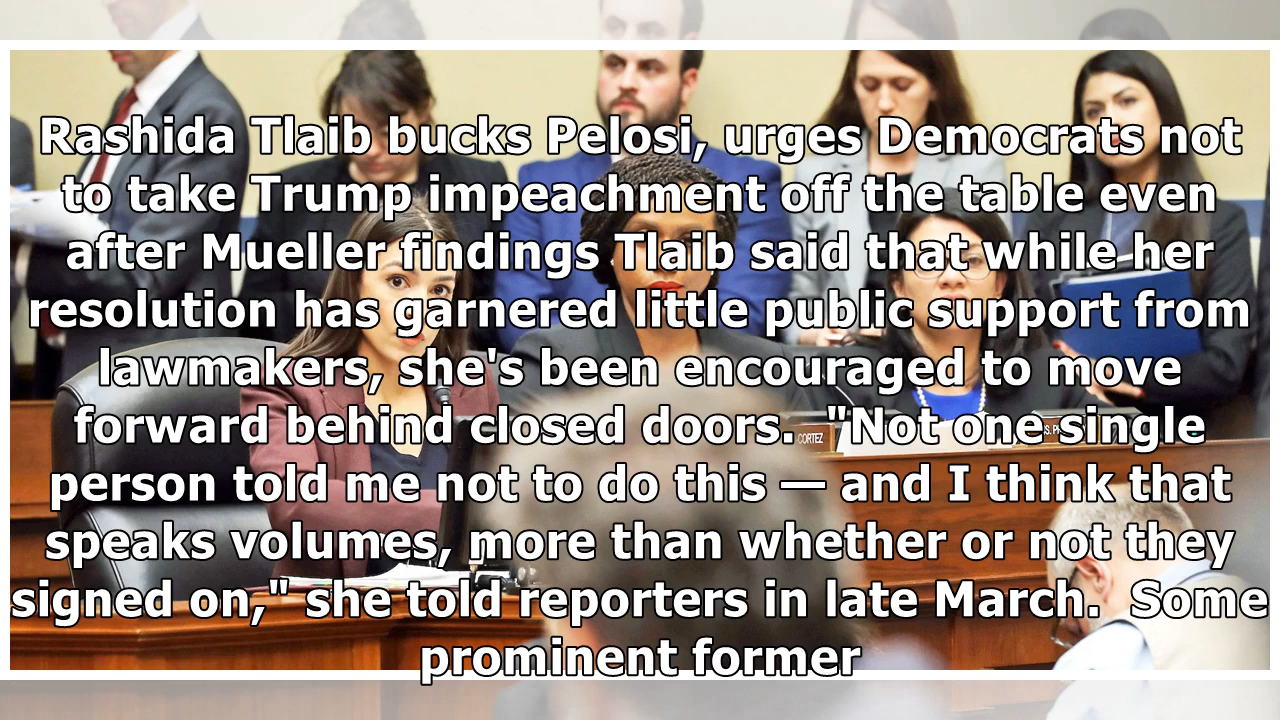 Rashida Tlaib bucks Pelosi, urges Democrats not
to take Trump impeachment off the table even
after Mueller findings Tlaib said that while her
resolution has garnered little public support from
lawmakers, she's been encouraged to move
forward behind closed doors.  "Not one single
person told me not to do this — and I think that
speaks volumes, more than whether or not they
signed on," she told reporters in late March.  Some
prominent former
CORTEZ